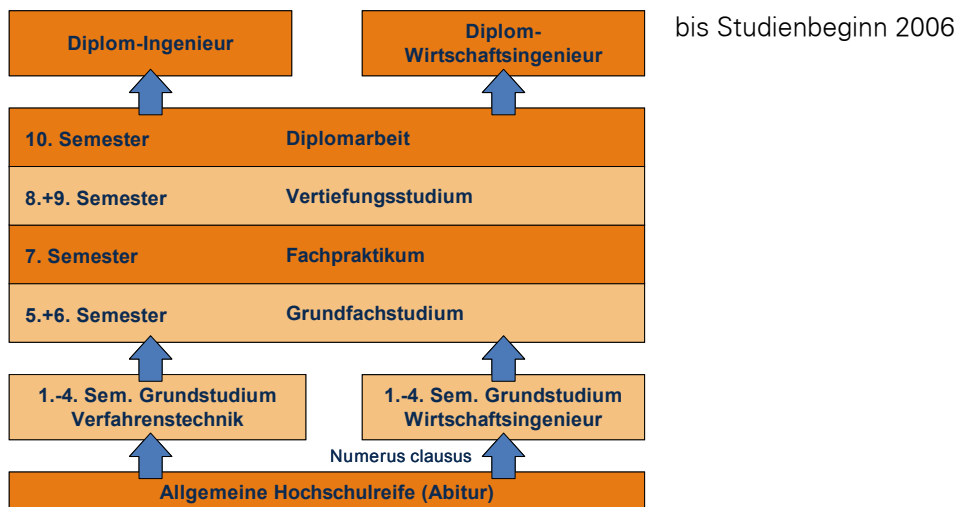 bis Studienbeginn 2006
Diplom-Ingenieur
Diplom-
Wirtschaftsingenieur
10. Semester Diplomarbeit
8.+9. Semester Vertiefungsstudium
7. Semester Fachpraktikum
5.+6. Semester Grundfachstudium
1.-4. Sem. Grundstudium
Verfahrenstechnik
1.-4. Sem. Grundstudium
Wirtschaftsingenieur
Numerus clausus
Allgemeine Hochschulreife (Abitur)